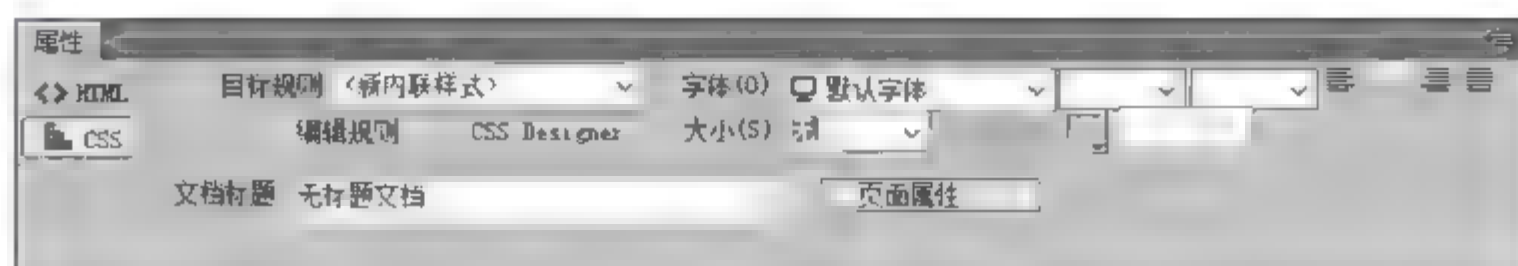 属性
<> HTML 目标规则 <新内联样式> 字体(O) 默认字体
CSS 编辑规则 CSS Designer 大小(S)
文档标题 无标题文档 页面属性